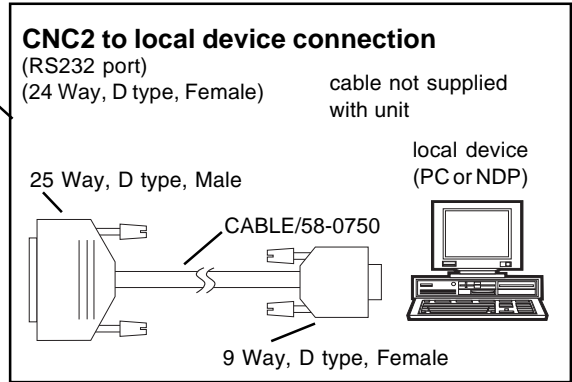 CNC2 to local device connection
(RS232 port)
(24 Way, D type, Female)
cable not supplied
with unit
local device
(PC or NDP)
25 Way, D type, Male
CABLE/58-0750
9 Way, D type, Female